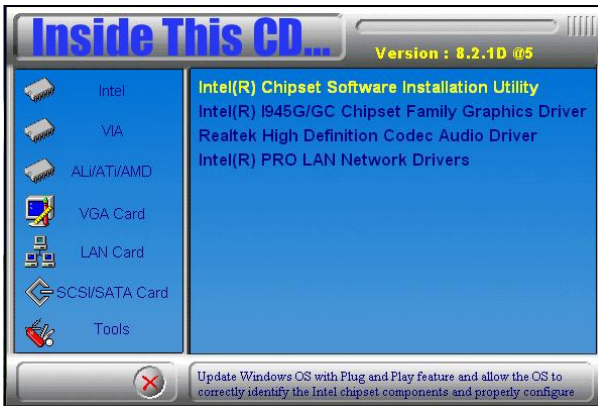 Inside This CD...
Version : 8.2.1D @5
Intel
VIA
ALi/ATi/AMD
VGA Card
LAN Card
SCSI/SATA Card
Tools
Intel(R) Chipset Software Installation Utility
Intel(R) I945G/GC Chipset Family Graphics Driver
Realtek High Definition Codec Audio Driver
Intel(R) PRO LAN Network Drivers
Update Windows OS with Plug and Play feature and allow the OS to
correctly identify the Intel chipset components and properly configure